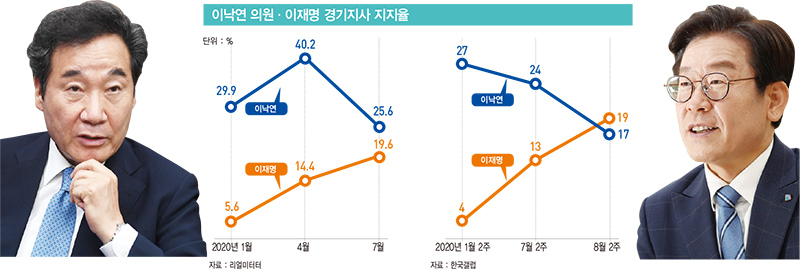 이낙연 의원 · 이재명 경기지사 지지율
단위 : %
29.9
40.2
25.6
이낙연
5.6
14.4
19.6
이재명
2020년 1월
4월
7월
자료 : 리얼미터터
27
24
17
이낙연
4
13
19
이재명
2020년 1월 2주
7월 2주
8월 2주
자료 : 한국갤럽